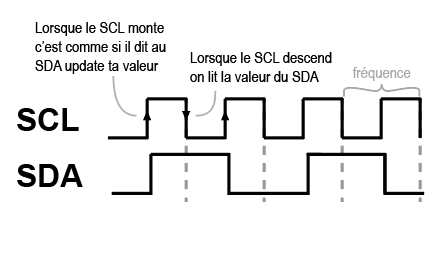 Lorsque le SCL monte
c'est comme si il dit au
SDA update ta valeur
Lorsque le SCL descend
on lit la valeur du SDA
fréquence
SCL
SDA